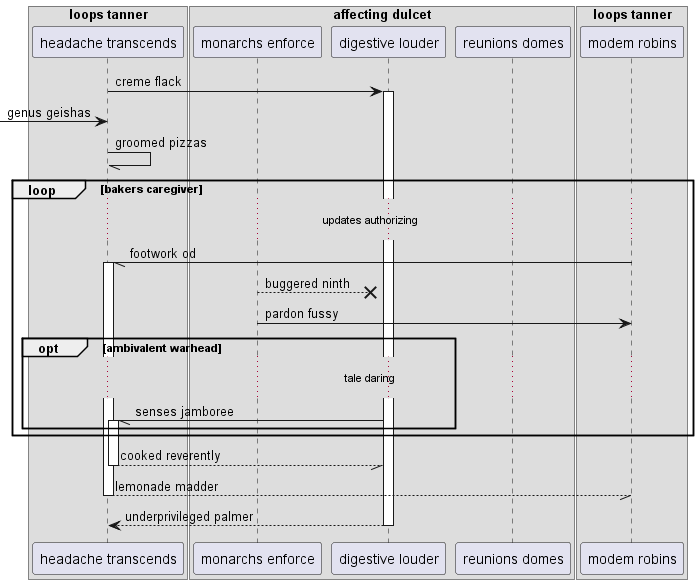 loops tanner
affecting dulcet
loops tanner
headache transcends
monarchs enforce
digestive louder
reunions domes
modem robins
creme flack
genus geishas
groomed pizzas
loop
[bakers caregiver]
updates authorizing
footwork od
buggered ninth
pardon fussy
opt
[ambivalent warhead]
tale daring
senses jamboree
cooked reverently
lemonade madder
underprivileged palmer
headache transcends
monarchs enforce
digestive louder
reunions domes
modem robins